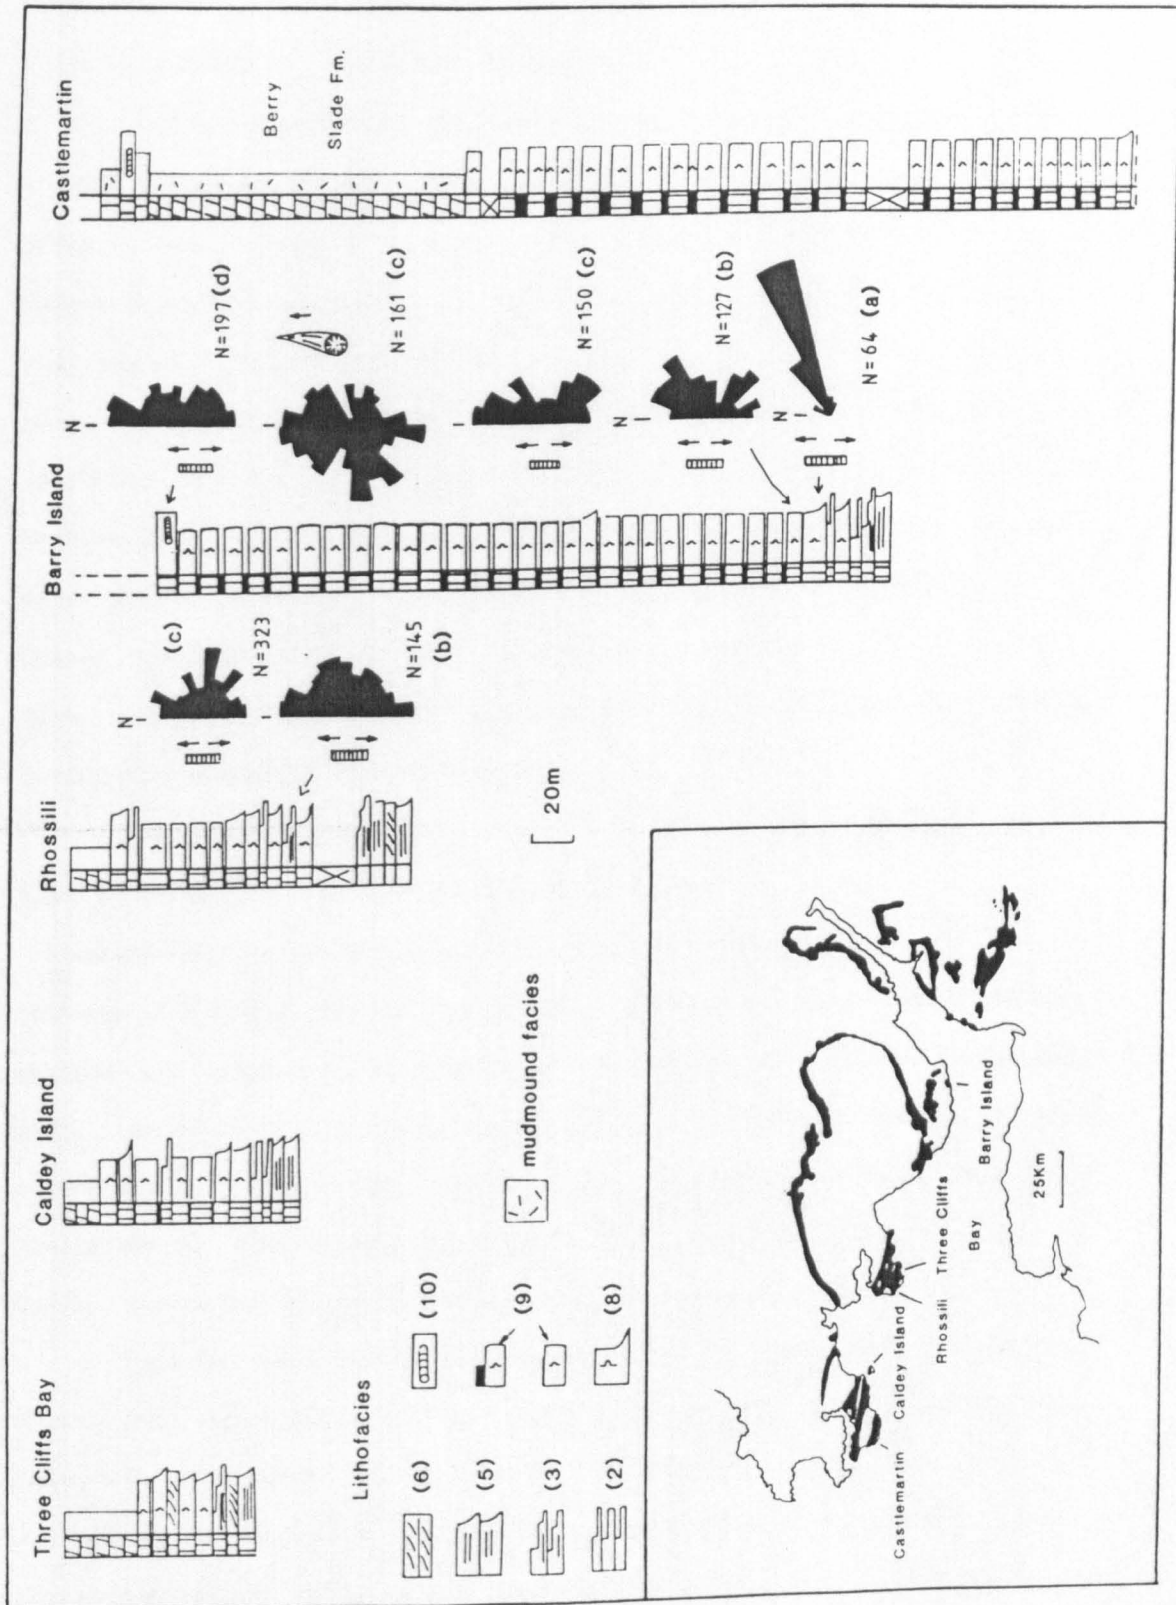 Three Cliffs Bay
Caldey Island
Rhossili
Barry Island
Castlemartin
N
(c)
N=323
N=145
(b)
N
N=197 (d)
N=161 (c)
N=150 (c)
N
N=127 (b)
N
N=64 (a)
Berry
Slade Fm.
Lithofacies
(6)
(10)
(5)
(9)
(3)
(2)
(8)
mudmound facies
20m
Castlemartin
Caldey Island
Rhossili
Three Cliffs
Bay
Barry Island
25Km